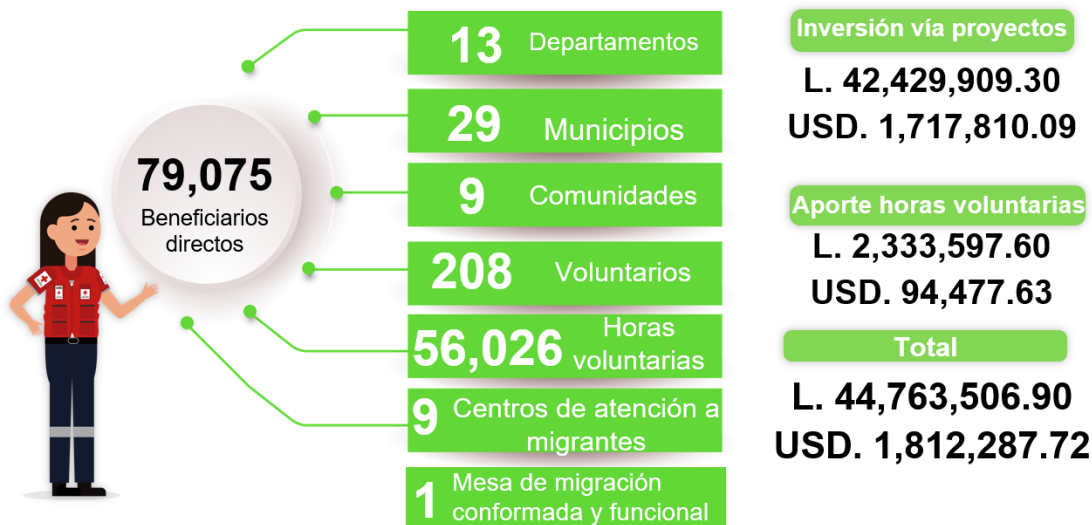 79,075
Beneficiarios
directos
13 Departamentos
29 Municipios
9 Comunidades
208 Voluntarios
56,026 Horas
voluntarias
9 Centros de atención a
migrantes
1 Mesa de migración
conformada y funcional
Inversión vía proyectos
L. 42,429,909.30
USD. 1,717,810.09
Aporte horas voluntarias
L. 2,333,597.60
USD. 94,477.63
Total
L. 44,763,506.90
USD. 1,812,287.72